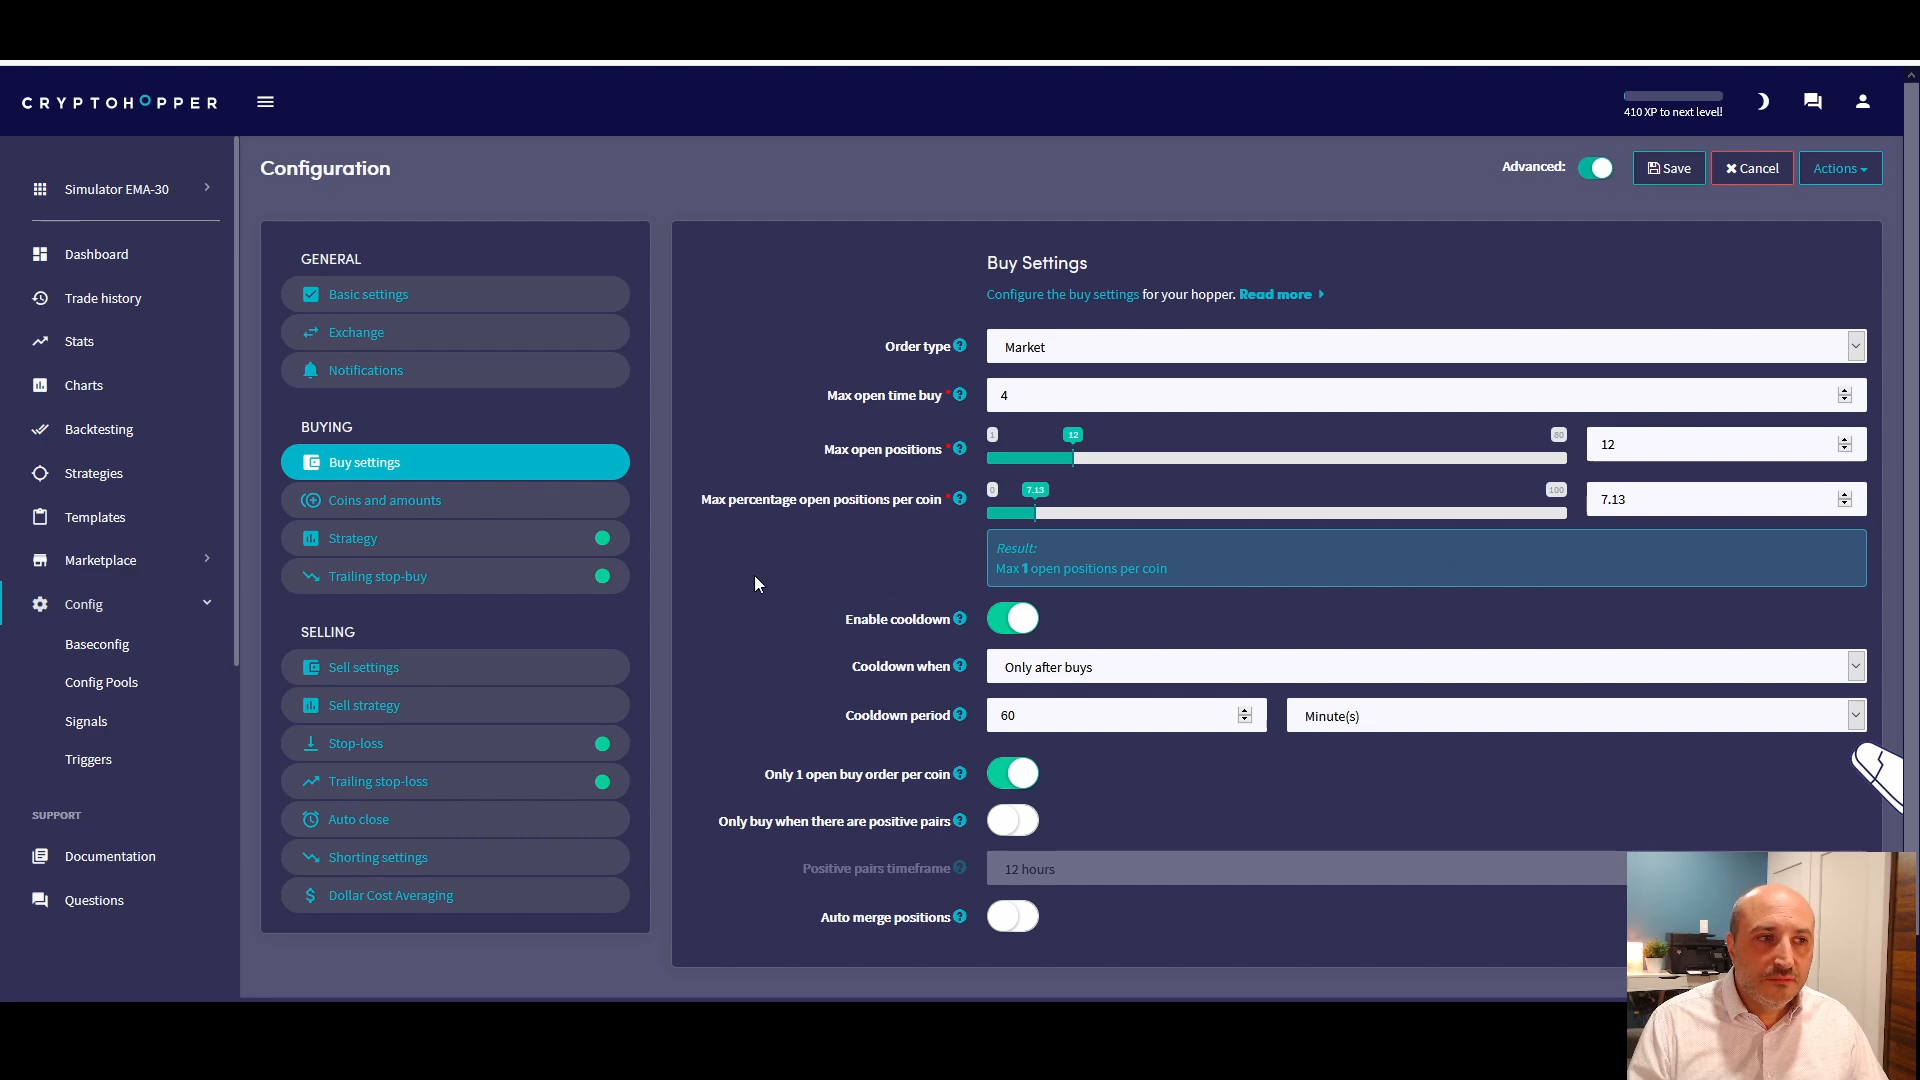 CRYPTOHOPPER
410 XP to next level!
Simulator EMA-30
Dashboard
Trade history
Stats
Charts
Backtesting
Strategies
Templates
Marketplace
Config
Baseconfig
Config Pools
Signals
Triggers
SUPPORT
Documentation
Questions
Configuration
Advanced:
Save
Cancel
Actions
GENERAL
Basic settings
Exchange
Notifications
BUYING
Buy settings
Coins and amounts
Strategy
Trailing stop-buy
SELLING
Sell settings
Sell strategy
Stop-loss
Trailing stop-loss
Auto close
Shorting settings
Dollar Cost Averaging
Buy Settings
Configure the buy settings for your hopper. Read more
Order type ?
Market
Max open time buy * ?
4
Max open positions * ?
1 12 80
12
Max percentage open positions per coin * ?
0 7.13 100
7.13
Result:
Max 1 open positions per coin
Enable cooldown ?
Cooldown when ?
Only after buys
Cooldown period ?
60
Minute(s)
Only 1 open buy order per coin ?
Only buy when there are positive pairs ?
Positive pairs timeframe ?
12 hours
Auto merge positions ?